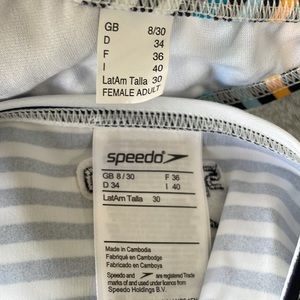 GB 8/30
D 34
F 36
I 40
LatAm Talla 30
FEMALE ADULT
speedo
GB 8/30 F 36
D 34 I 40
LatAm Talla 30
Made in Cambodia
Fabriqué en Cambodge
Fabricado en Camboya
Speedo and are registered Trade
marks of and used under licence from
Speedo Holdings B.V.